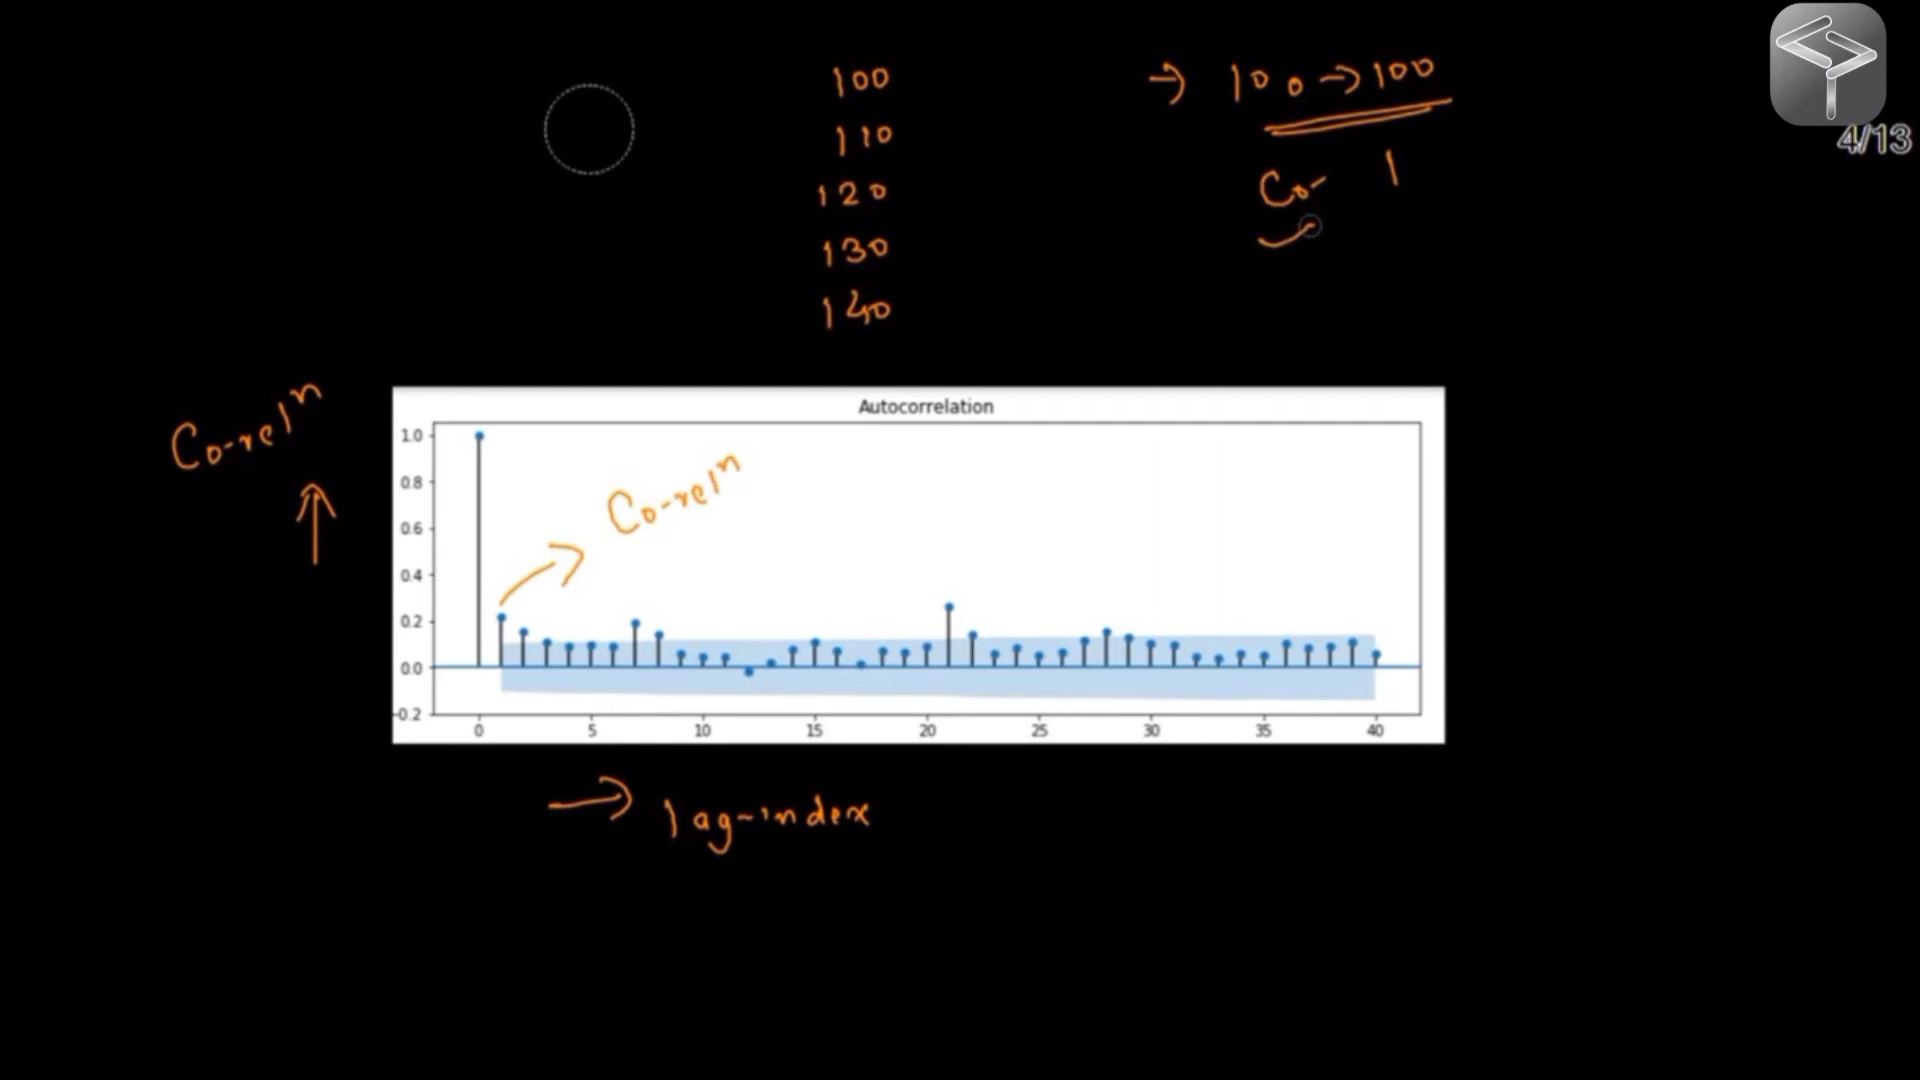 100
110
120
130
140
→ 100 → 100
Co- 1
4/13
Co-relⁿ
Autocorrelation
Co-relⁿ
1.0
0.8
0.6
0.4
0.2
0.0
-0.2
0 5 10 15 20 25 30 35 40
→ lag-index